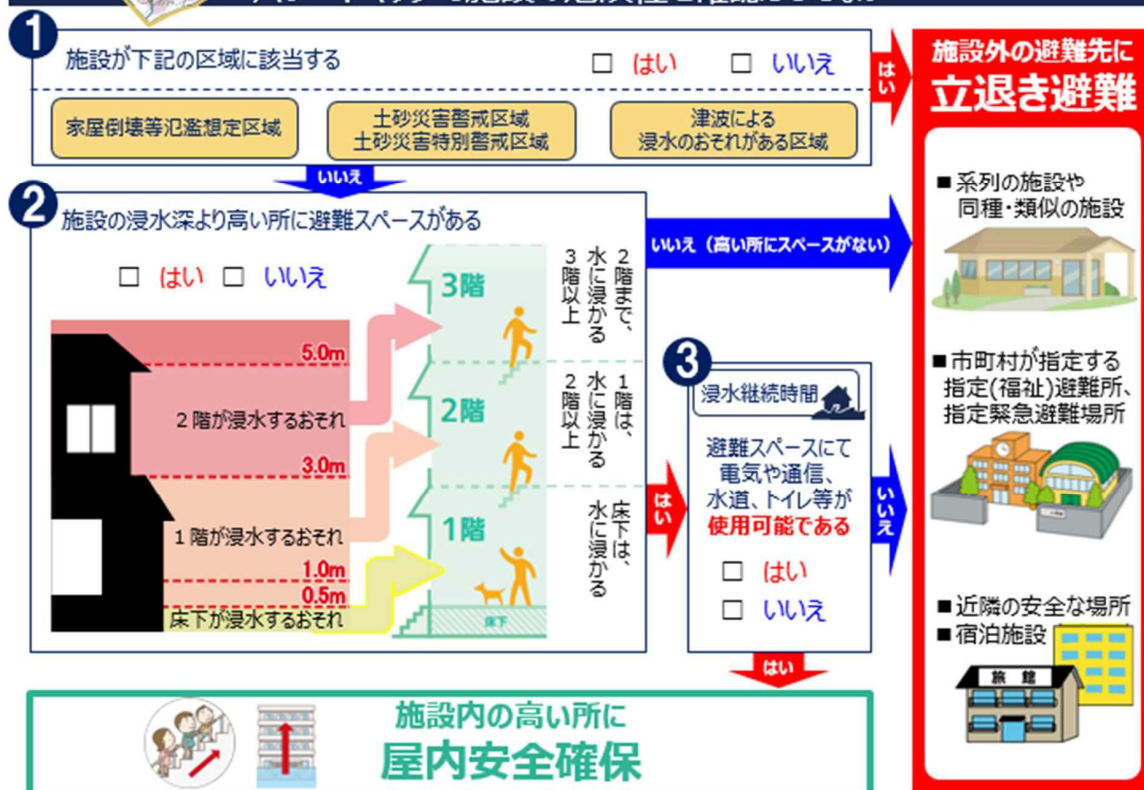 1
施設が下記の区域に該当する
□ はい □ いいえ
家屋倒壊等氾濫想定区域
土砂災害警戒区域
土砂災害特別警戒区域
津波による
浸水のおそれがある区域
はい
いいえ
2
施設の浸水深より高い所に避難スペースがある
□ はい □ いいえ
5.0m
2階が浸水するおそれ
3.0m
1階が浸水するおそれ
1.0m
0.5m
床下が浸水するおそれ
3階
2階
1階
床下
2階まで、
水に浸かる
3階以上
1階は、
水に浸かる
2階以上
床下は、
水に浸かる
いいえ（高い所にスペースがない）
はい
3
浸水継続時間
避難スペースにて
電気や通信、
水道、トイレ等が
使用可能である
□ はい
□ いいえ
いいえ
はい
施設内の高い所に
屋内安全確保
施設外の避難先に
立退き避難
■ 系列の施設や
同種・類似の施設
■ 市町村が指定する
指定(福祉)避難所、
指定緊急避難場所
■ 近隣の安全な場所
■ 宿泊施設
旅館